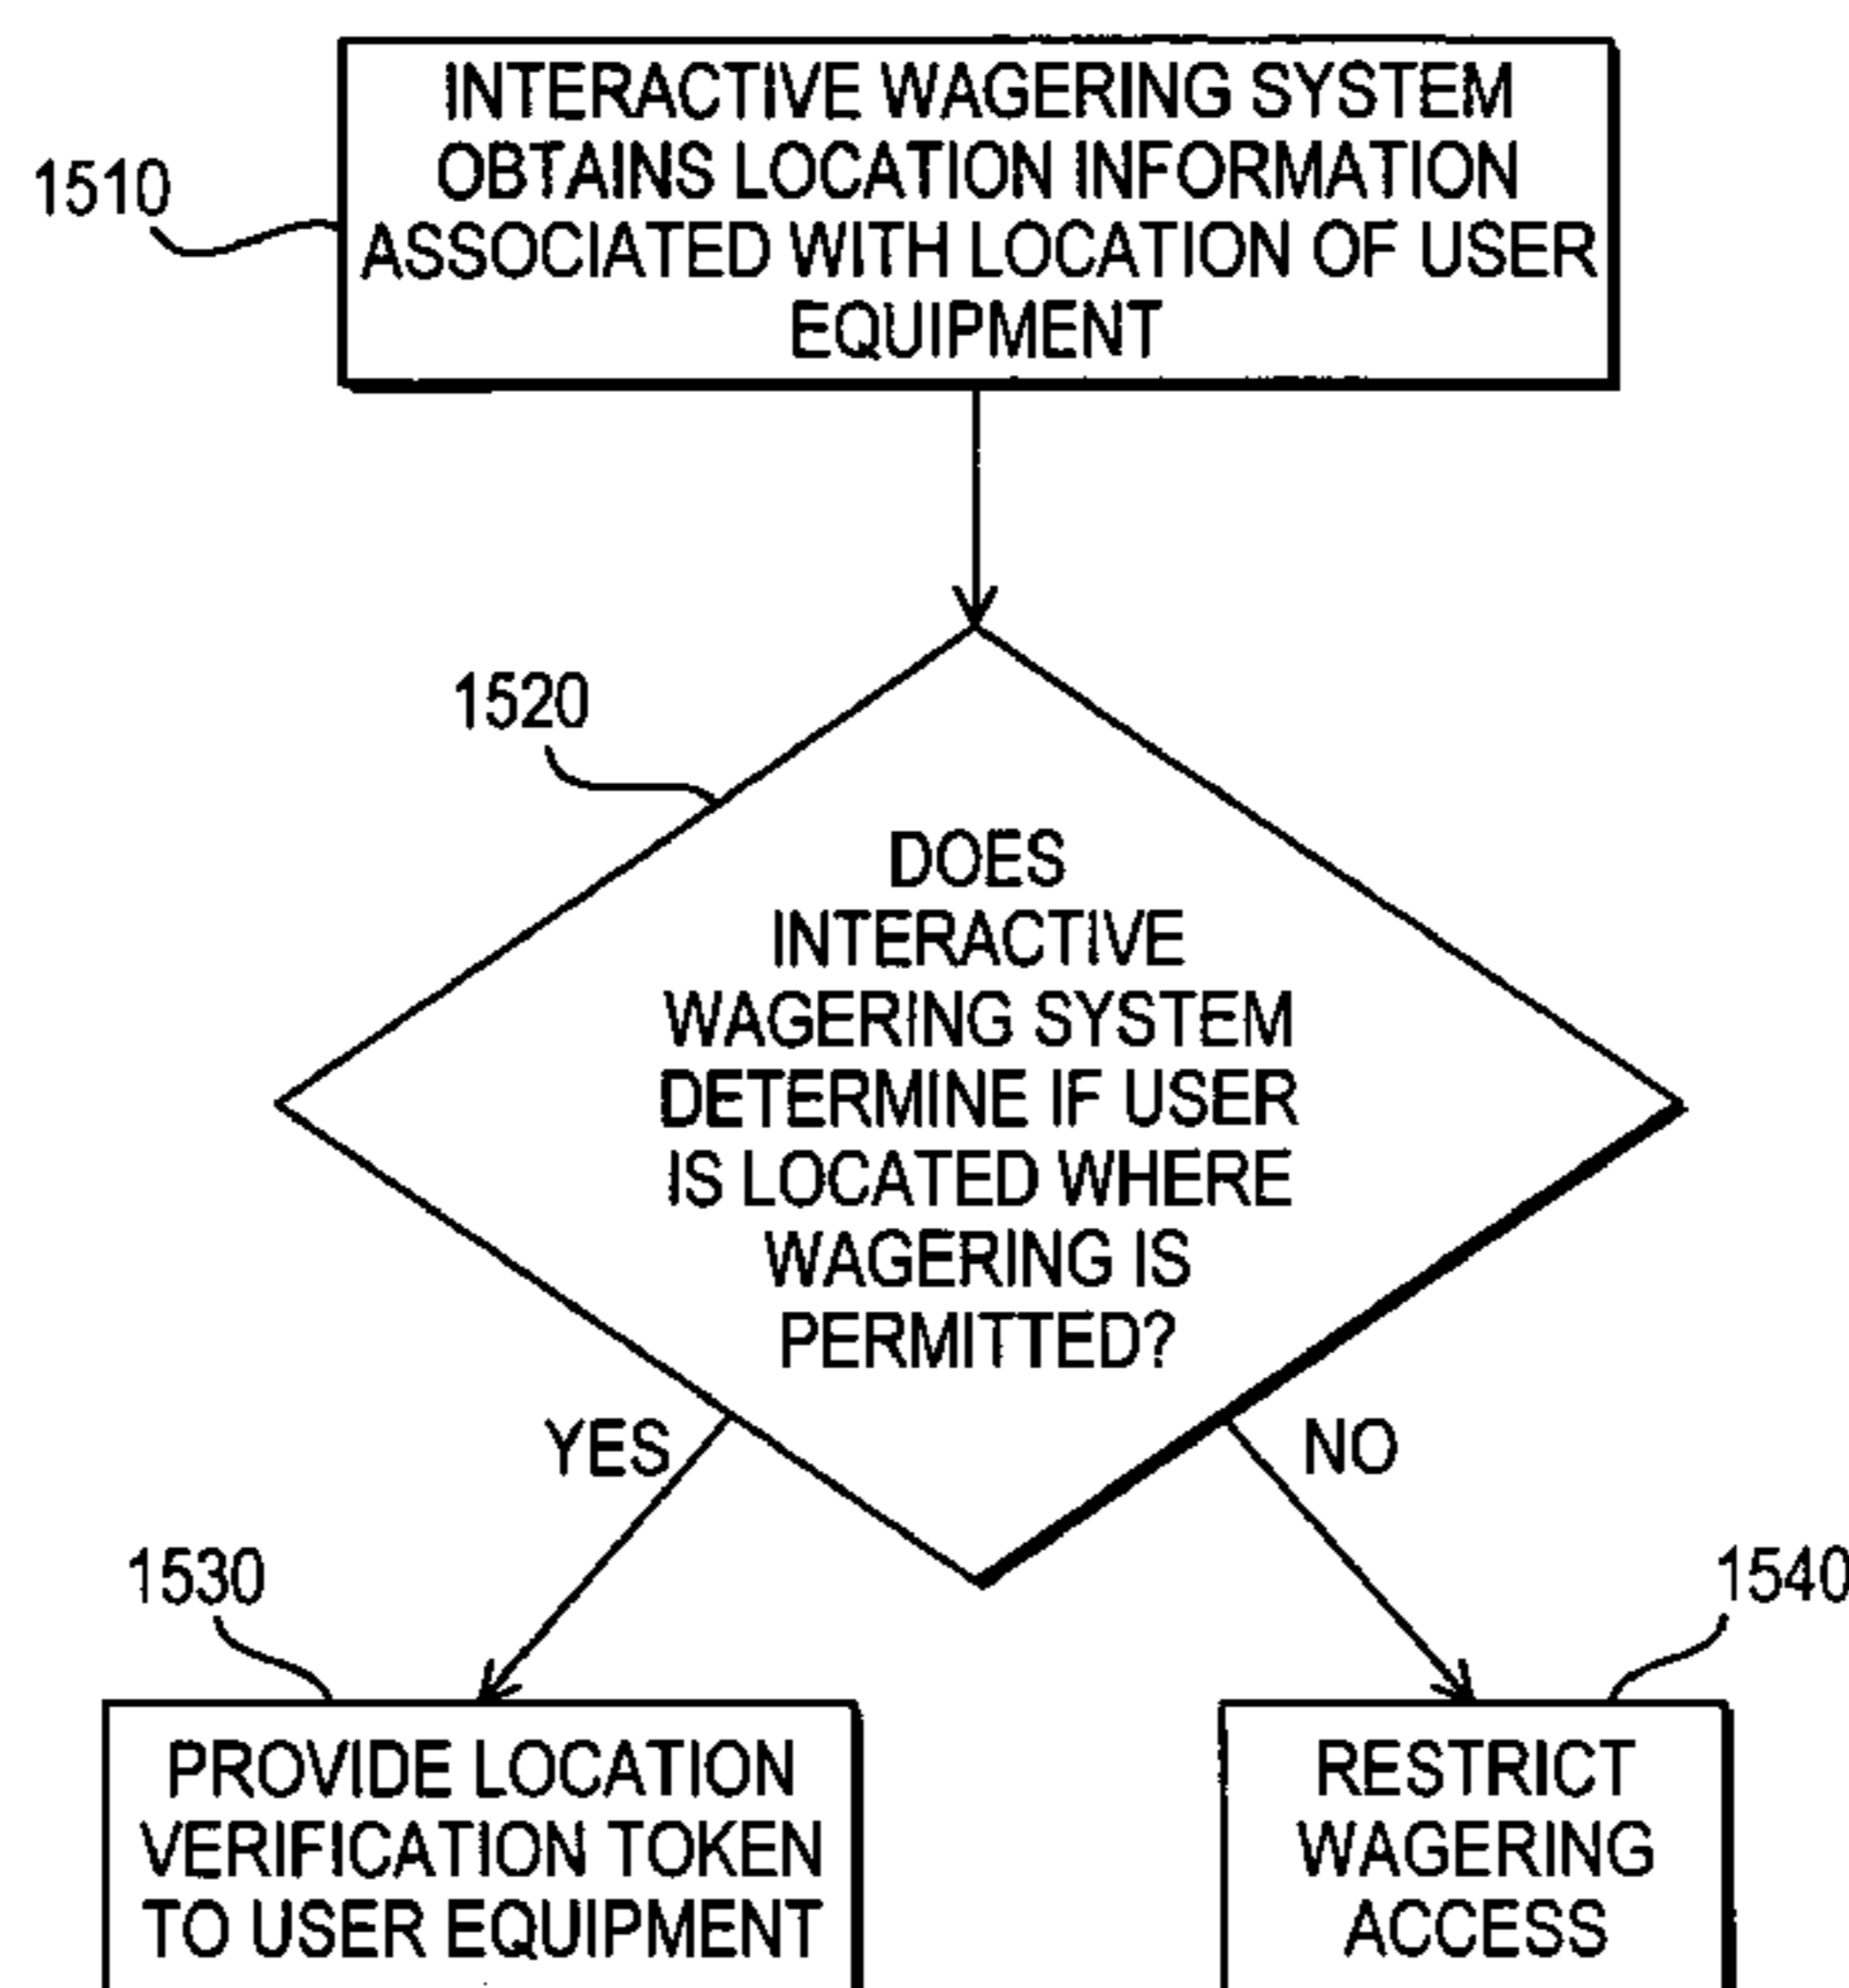 INTERACTIVE WAGERING SYSTEM
OBTAINS LOCATION INFORMATION
ASSOCIATED WITH LOCATION OF USER
EQUIPMENT
1510
1520
DOES
INTERACTIVE
WAGERING SYSTEM
DETERMINE IF USER
IS LOCATED WHERE
WAGERING IS
PERMITTED?
YES
NO
1530
1540
PROVIDE LOCATION
VERIFICATION TOKEN
TO USER EQUIPMENT
RESTRICT
WAGERING
ACCESS